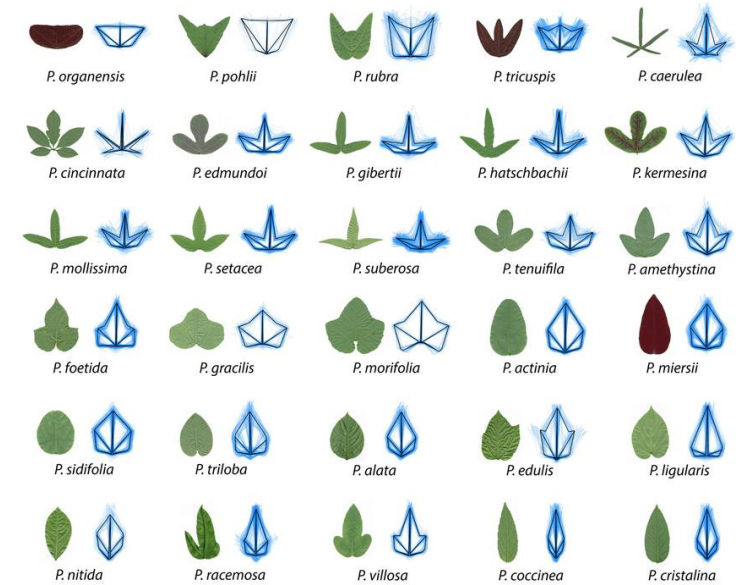 P. organensis
P. pohlii
P. rubra
P. tricuspis
P. caerulea
P. cincinnata
P. edmundoi
P. gibertii
P. hatschbachii
P. kermesina
P. mollissima
P. setacea
P. suberosa
P. tenuifila
P. amethystina
P. foetida
P. gracilis
P. morifolia
P. actinia
P. miersii
P. sidifolia
P. triloba
P. alata
P. edulis
P. ligularis
P. nitida
P. racemosa
P. villosa
P. coccinea
P. cristalina